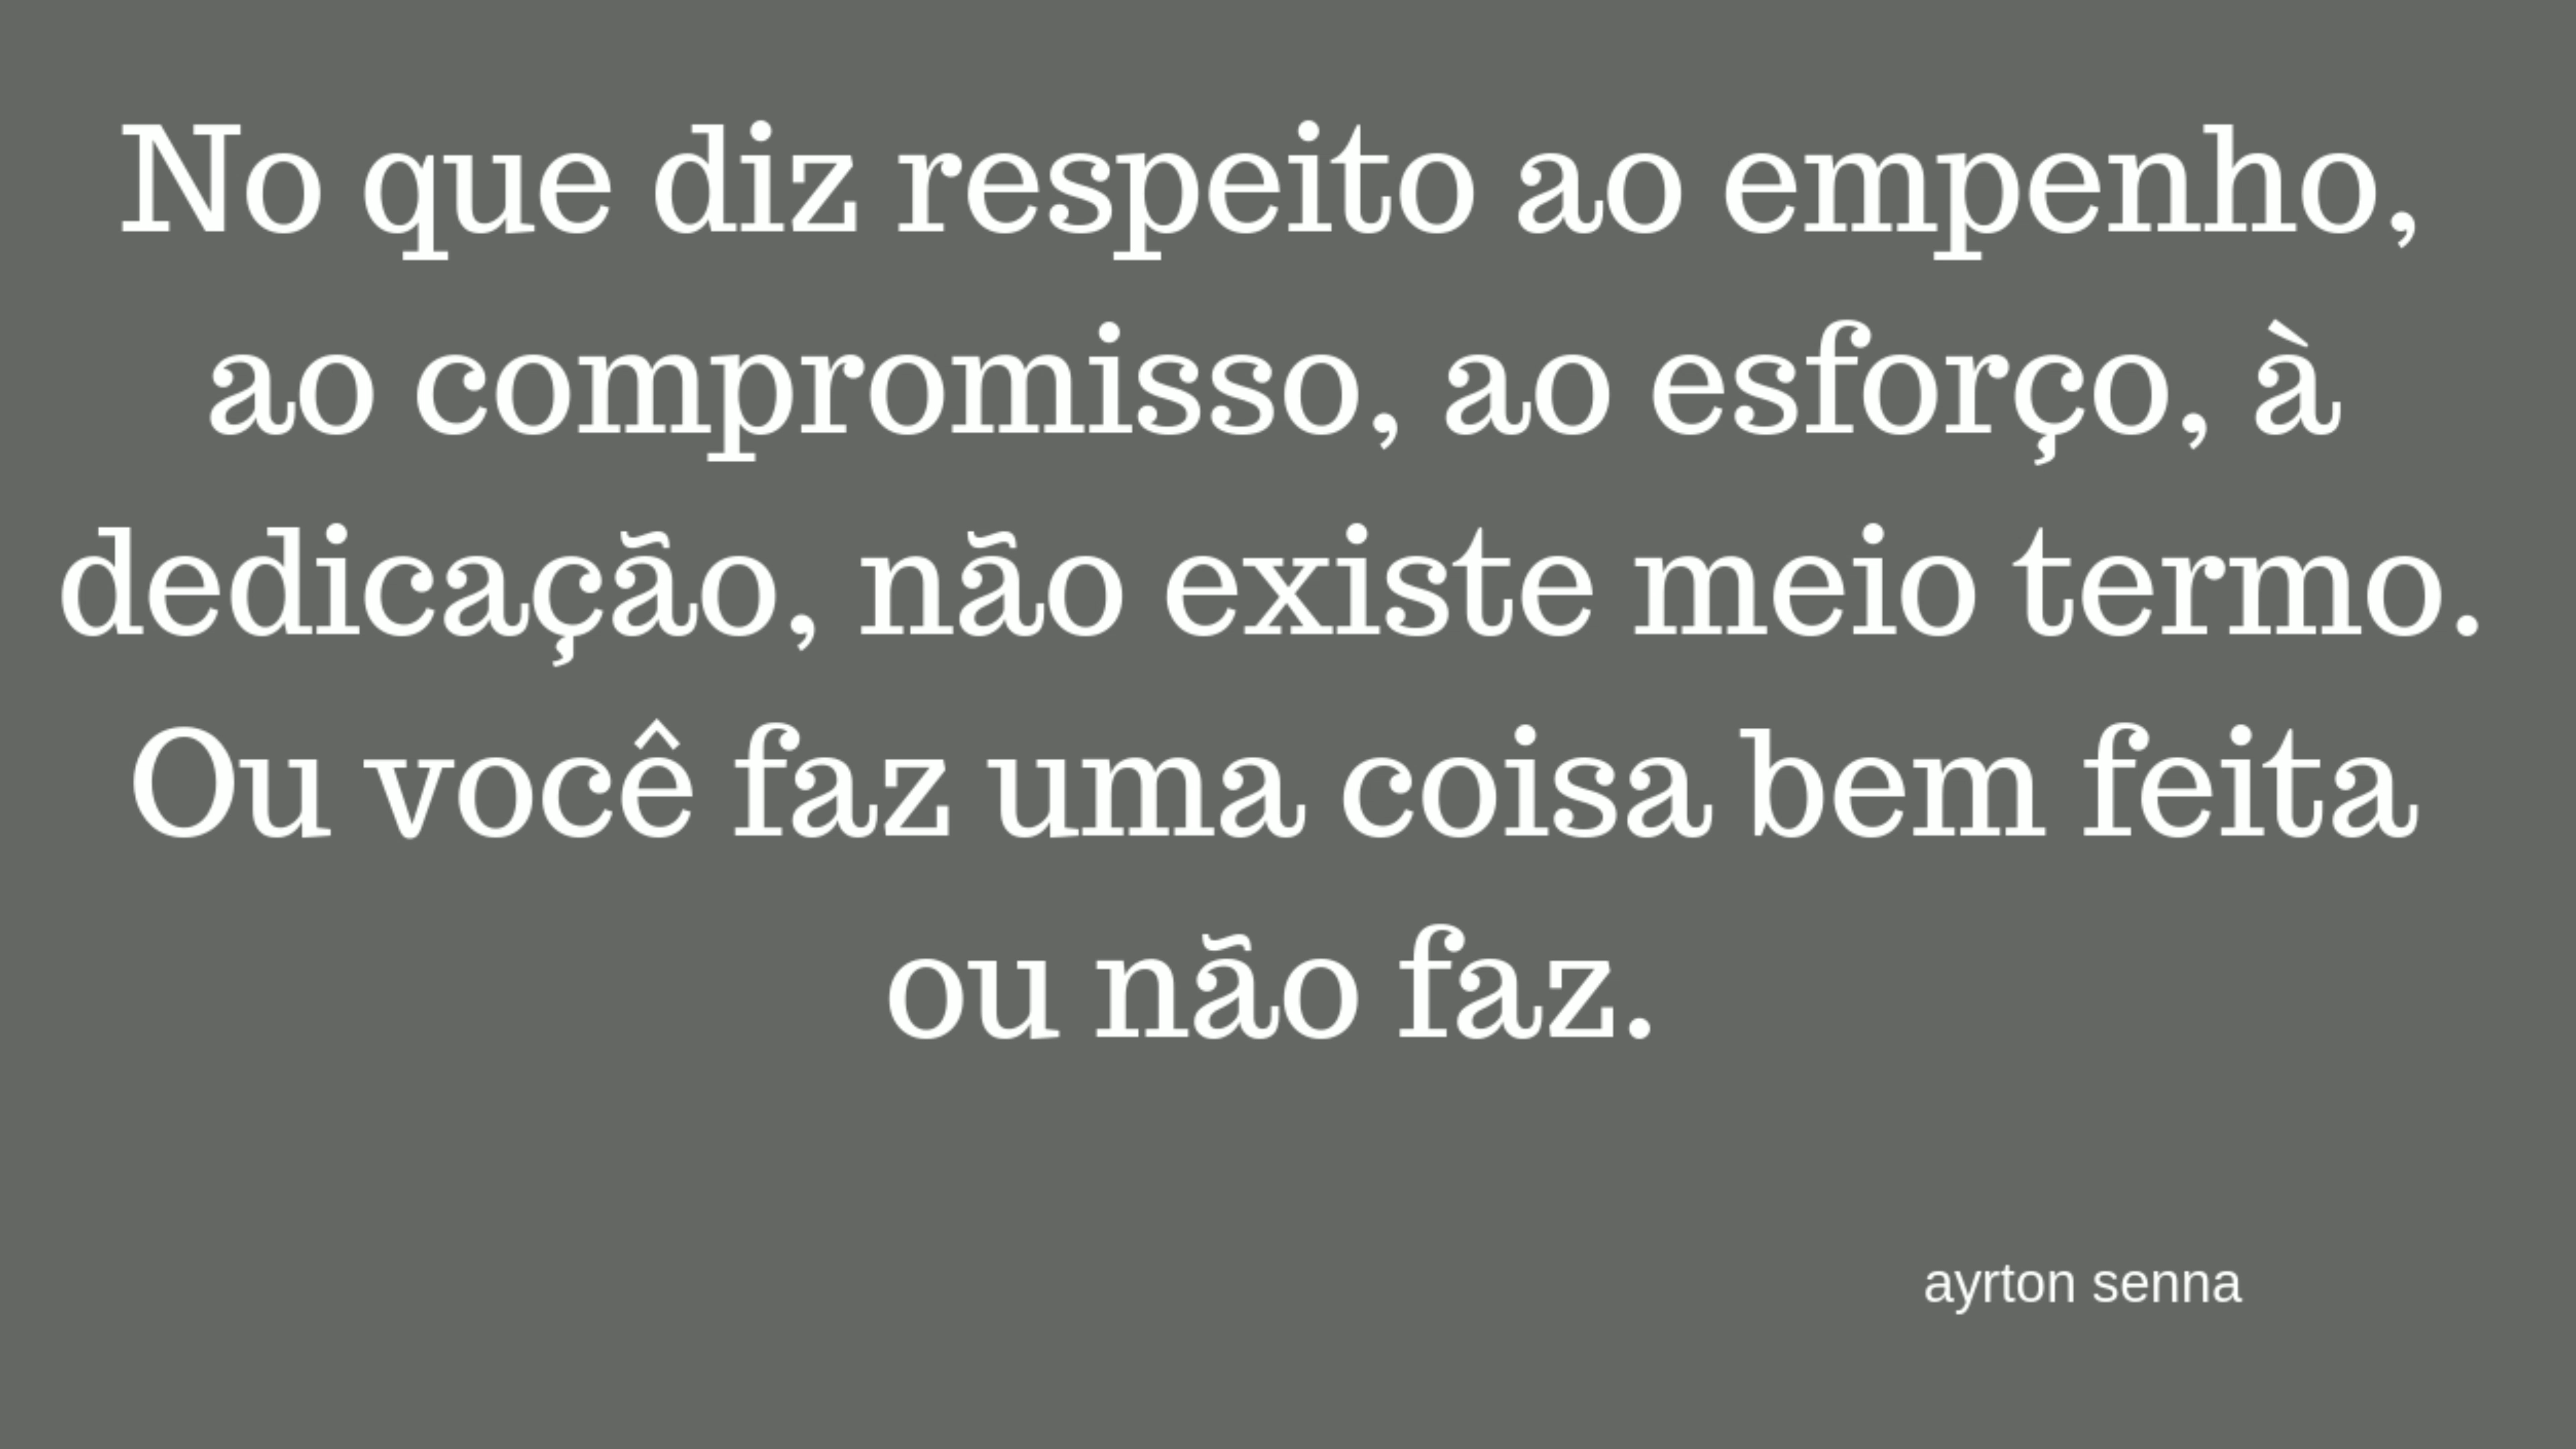 No que diz respeito ao empenho,
ao compromisso, ao esforço, à
dedicação, não existe meio termo.
Ou você faz uma coisa bem feita
ou não faz.
ayrton senna